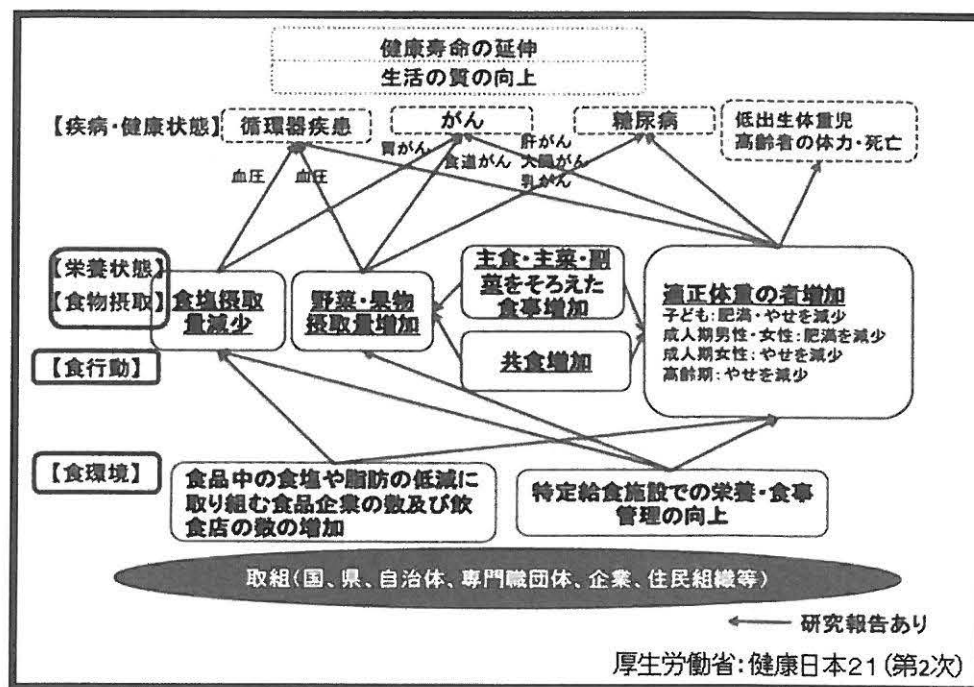 健康寿命の延伸
生活の質の向上
【疾病・健康状態】
循環器疾患
がん
糖尿病
低出生体重児
高齢者の体力・死亡
血圧
血圧
胃がん
食道がん
肝がん
大腸がん
乳がん
【栄養状態】
【食物摂取】
食塩摂取
量減少
野菜・果物
摂取量増加
主食・主菜・副
菜をそろえた
食事増加
共食増加
適正体重の者増加
子ども:肥満・やせを減少
成人期男性・女性:肥満を減少
成人期女性:やせを減少
高齢期:やせを減少
【食行動】
【食環境】
食品中の食塩や脂肪の低減に
取り組む食品企業の数及び飲
食店の数の増加
特定給食施設での栄養・食事
管理の向上
取組(国、県、自治体、専門職団体、企業、住民組織等)
研究報告あり
厚生労働省:健康日本21(第2次)